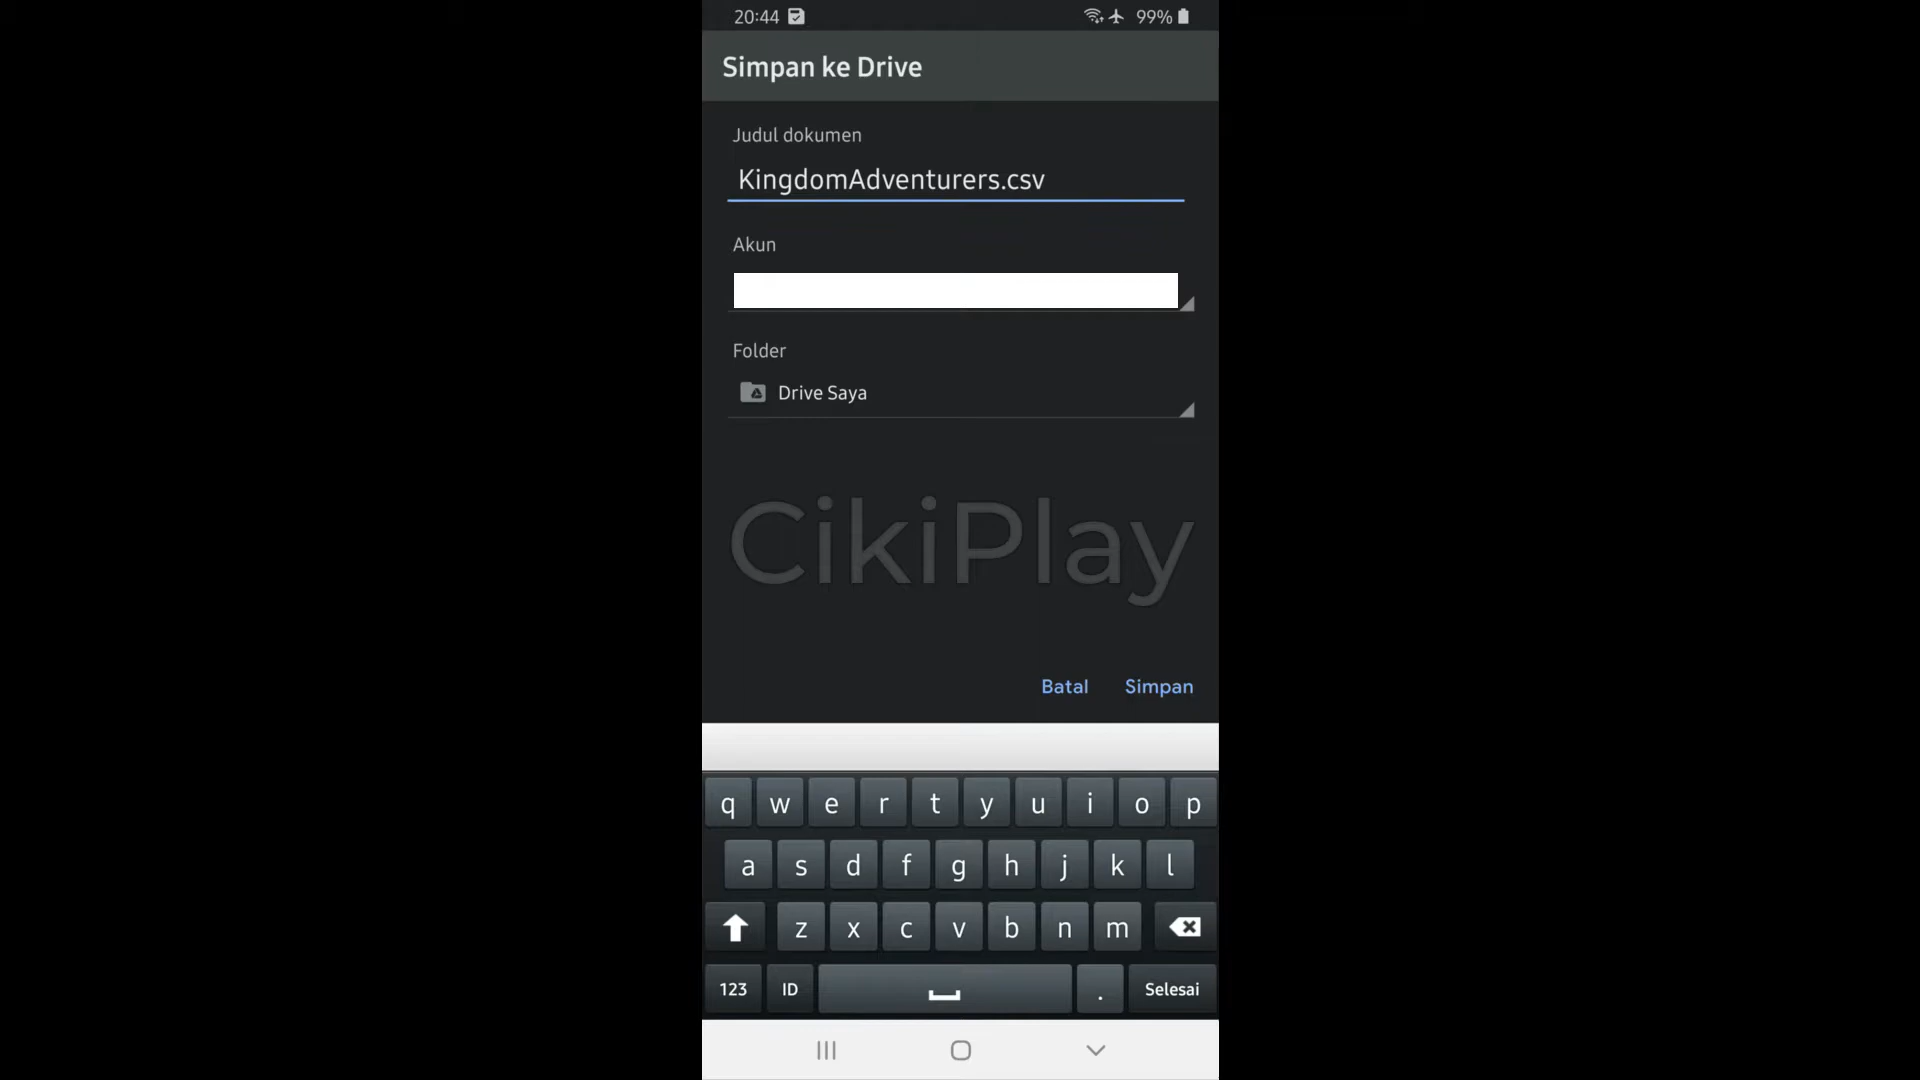 20:44
99%
Simpan ke Drive
Judul dokumen
KingdomAdventurers.csv
Akun
Folder
Drive Saya
CikiPlay
Batal Simpan
q w e r t y u i o p
a s d f g h j k l
z x c v b n m
123 ID . Selesai